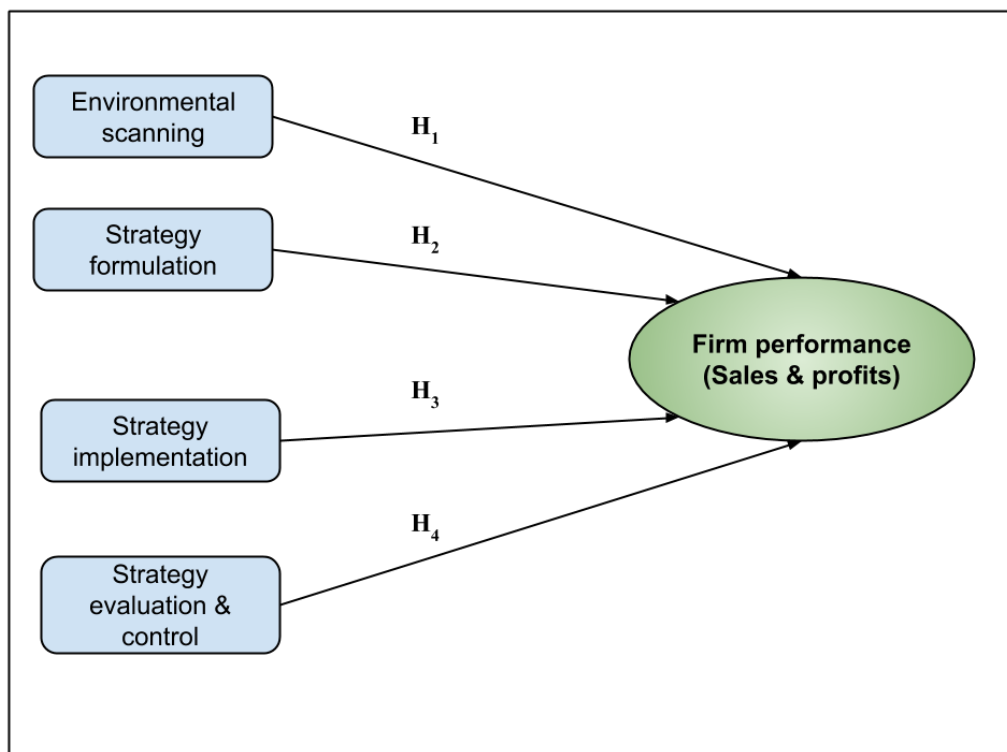 Environmental
scanning
H₁
Strategy
formulation
H₂
Firm performance
(Sales & profits)
Strategy
implementation
H₃
Strategy
evaluation &
control
H₄